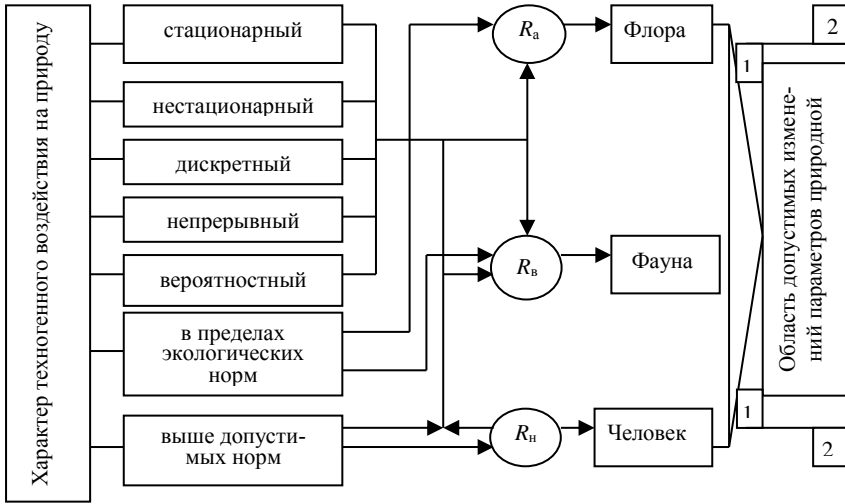 Характер техногенного воздействия на природу
стационарный
нестационарный
дискретный
непрерывный
вероятностный
в пределах
экологических
норм
выше допусти-
мых норм
Rа
Rв
Rн
Флора
Фауна
Человек
2
1
Область допустимых измене-
ний параметров природной
1
2